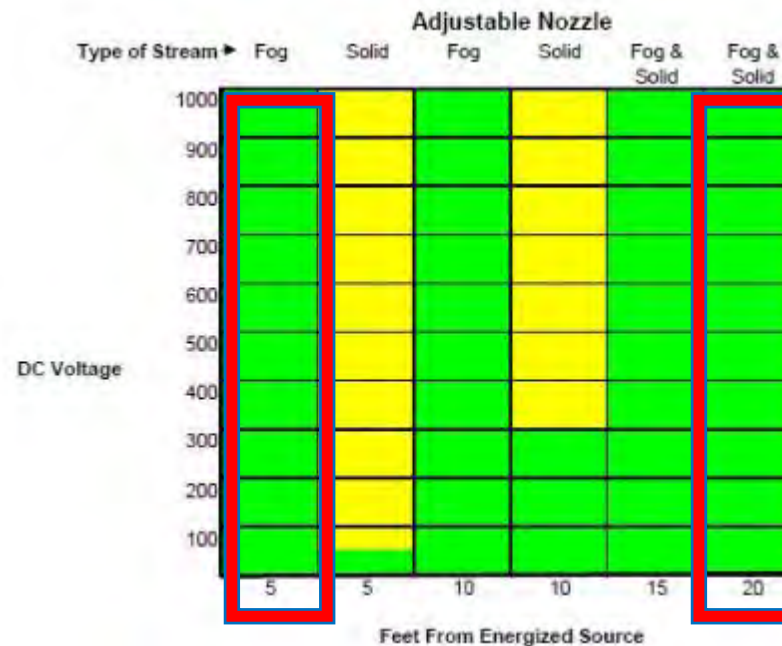 Adjustable Nozzle
Type of Stream Fog Solid Fog Solid Fog & Solid Fog & Solid
1000
900
800
700
600
500
DC Voltage
400
300
200
100
5 5 10 10 15 20
Feet From Energized Source